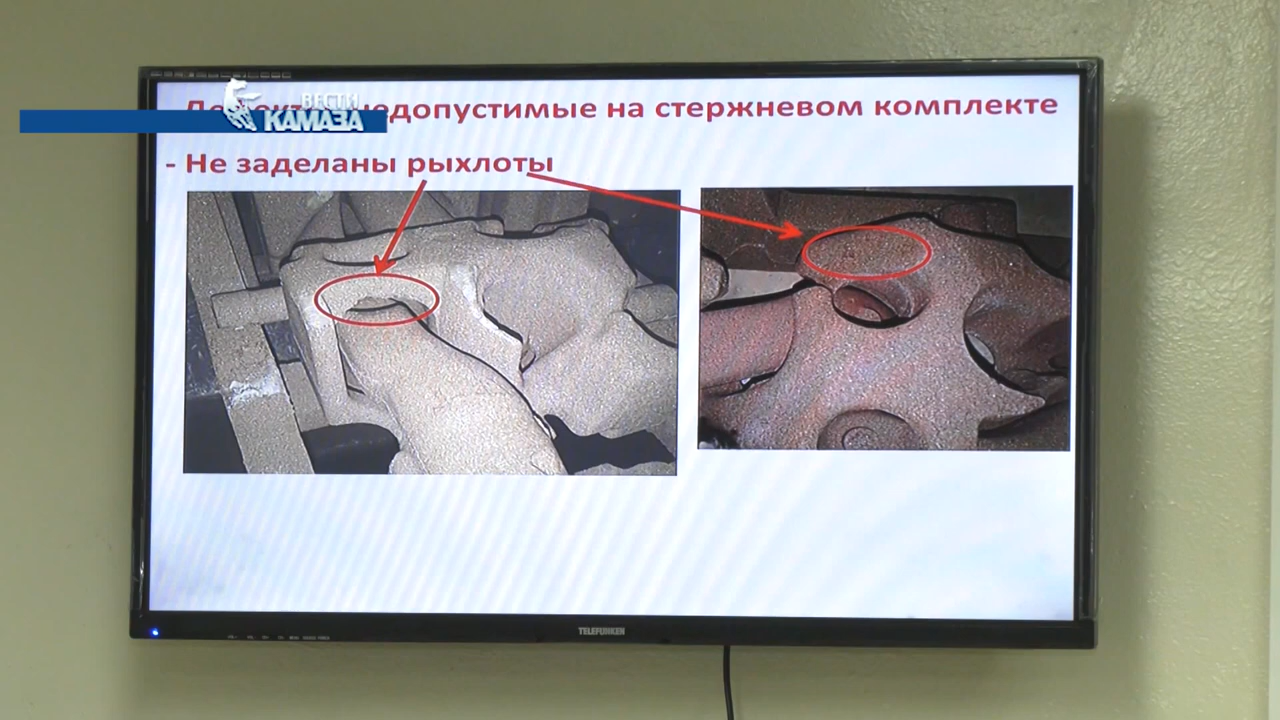 ВЕСТИ
КАМАЗА
недопустимые на стержневом комплекте
- Не заделаны рыхлоты
TELEFUNKEN